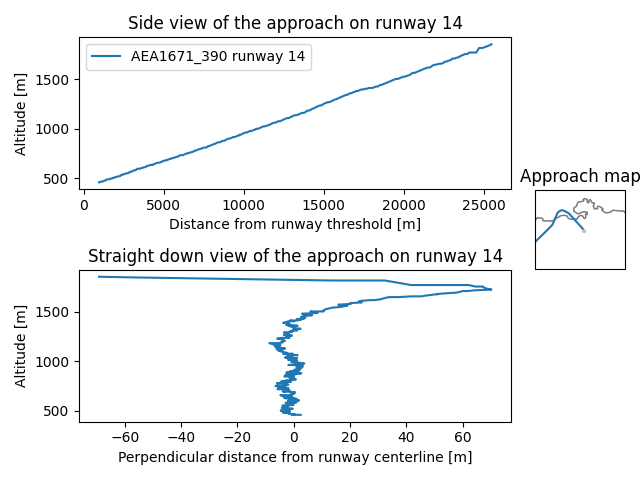 Side view of the approach on runway 14
Altitude [m]
1500
1000
500
AEA1671_390 runway 14
0
5000
10000
15000
20000
25000
Distance from runway threshold [m]
Approach map
Straight down view of the approach on runway 14
Altitude [m]
1500
1000
500
−60
−40
−20
0
20
40
60
Perpendicular distance from runway centerline [m]